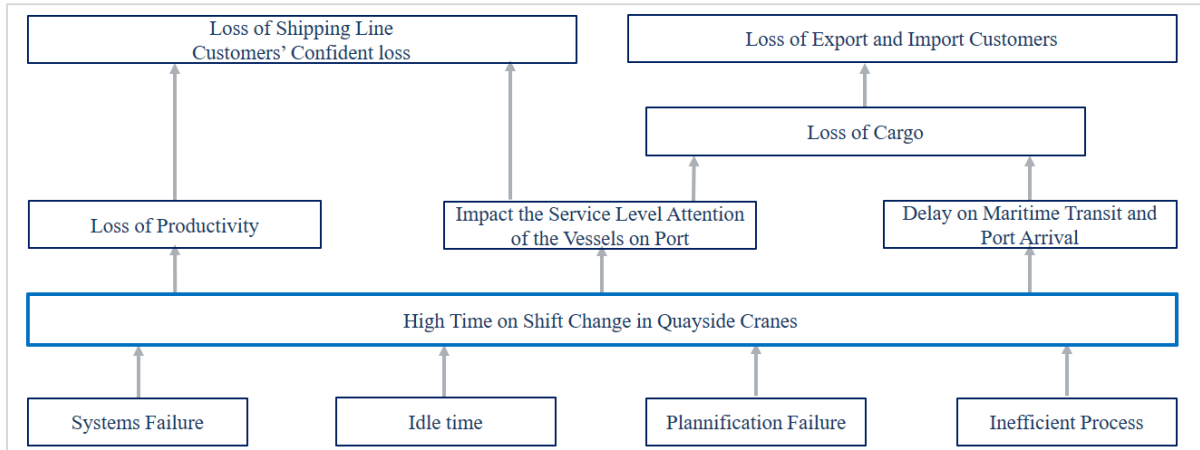 Loss of Shipping Line
Customers’ Confident loss
Loss of Export and Import Customers
Loss of Cargo
Loss of Productivity
Impact the Service Level Attention
of the Vessels on Port
Delay on Maritime Transit and
Port Arrival
High Time on Shift Change in Quayside Cranes
Systems Failure
Idle time
Plannification Failure
Inefficient Process